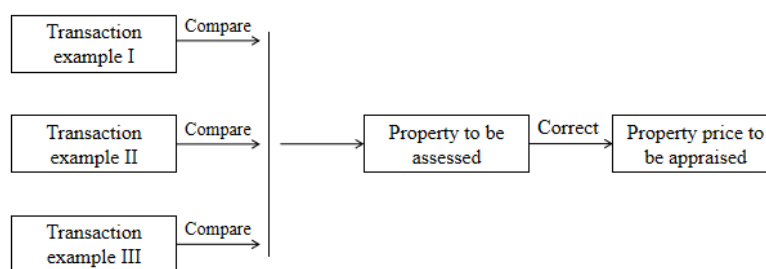 Transaction
example I
Compare
Transaction
example II
Compare
Property to be
assessed
Correct
Property price to
be appraised
Transaction
example III
Compare